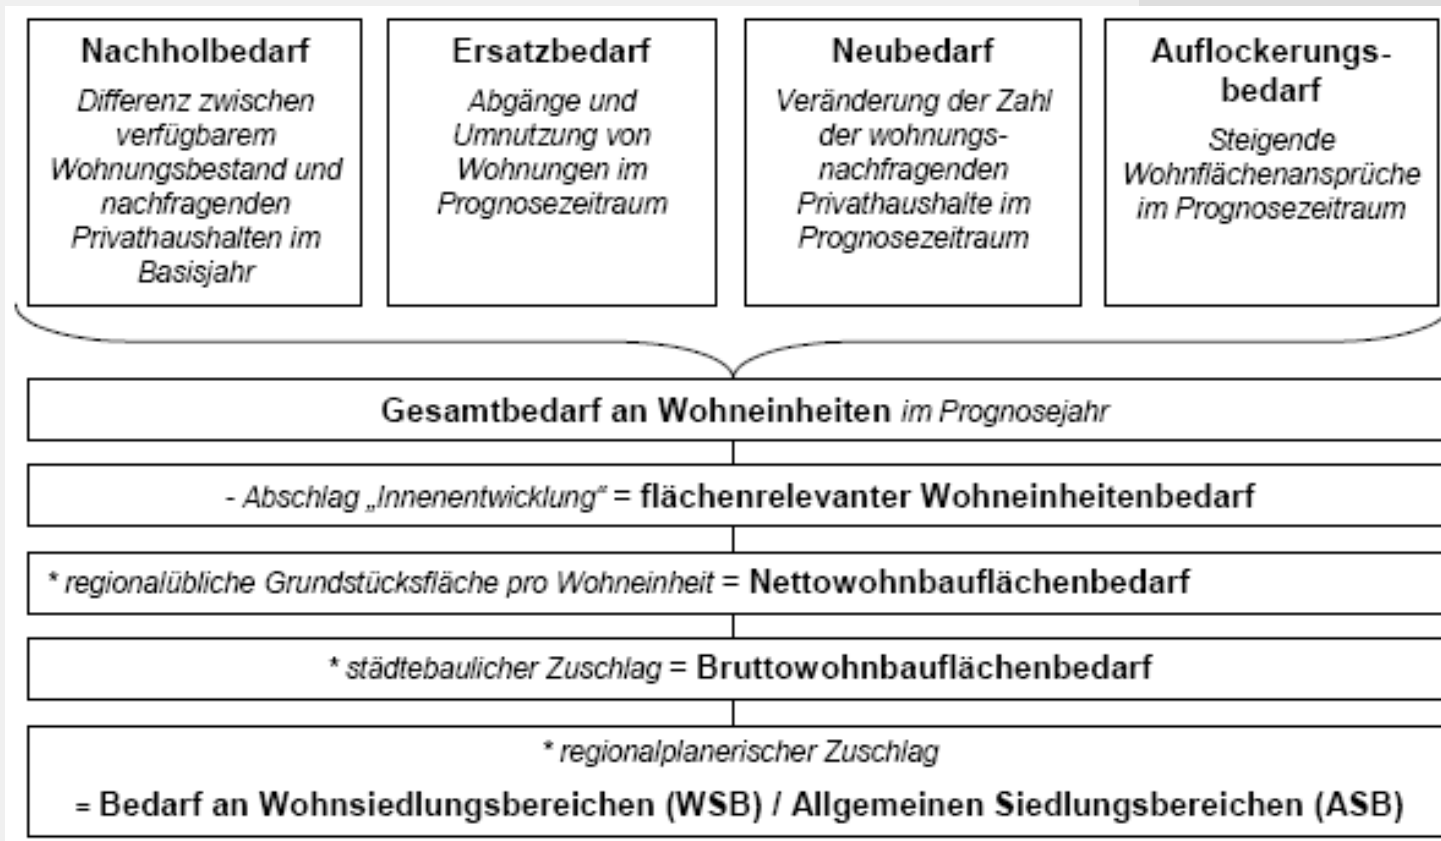 Nachholbedarf
Differenz zwischen
verfügbarem
Wohnungsbestand und
nachfragenden
Privathaushalten im
Basisjahr
Ersatzbedarf
Abgänge und
Umnutzung von
Wohnungen im
Prognosezeitraum
Neubedarf
Veränderung der Zahl
der wohnungs-
nachfragenden
Privathaushalte im
Prognosezeitraum
Auflockerungs-
bedarf
Steigende
Wohnflächenansprüche
im Prognosezeitraum
Gesamtbedarf an Wohneinheiten im Prognosejahr
- Abschlag „Innenentwicklung“ = flächenrelevanter Wohneinheitenbedarf
* regionalübliche Grundstücksfläche pro Wohneinheit = Nettowohnbauflächenbedarf
* städtebaulicher Zuschlag = Bruttowohnbauflächenbedarf
* regionalplanerischer Zuschlag
= Bedarf an Wohnsiedlungsbereichen (WSB) / Allgemeinen Siedlungsbereichen (ASB)